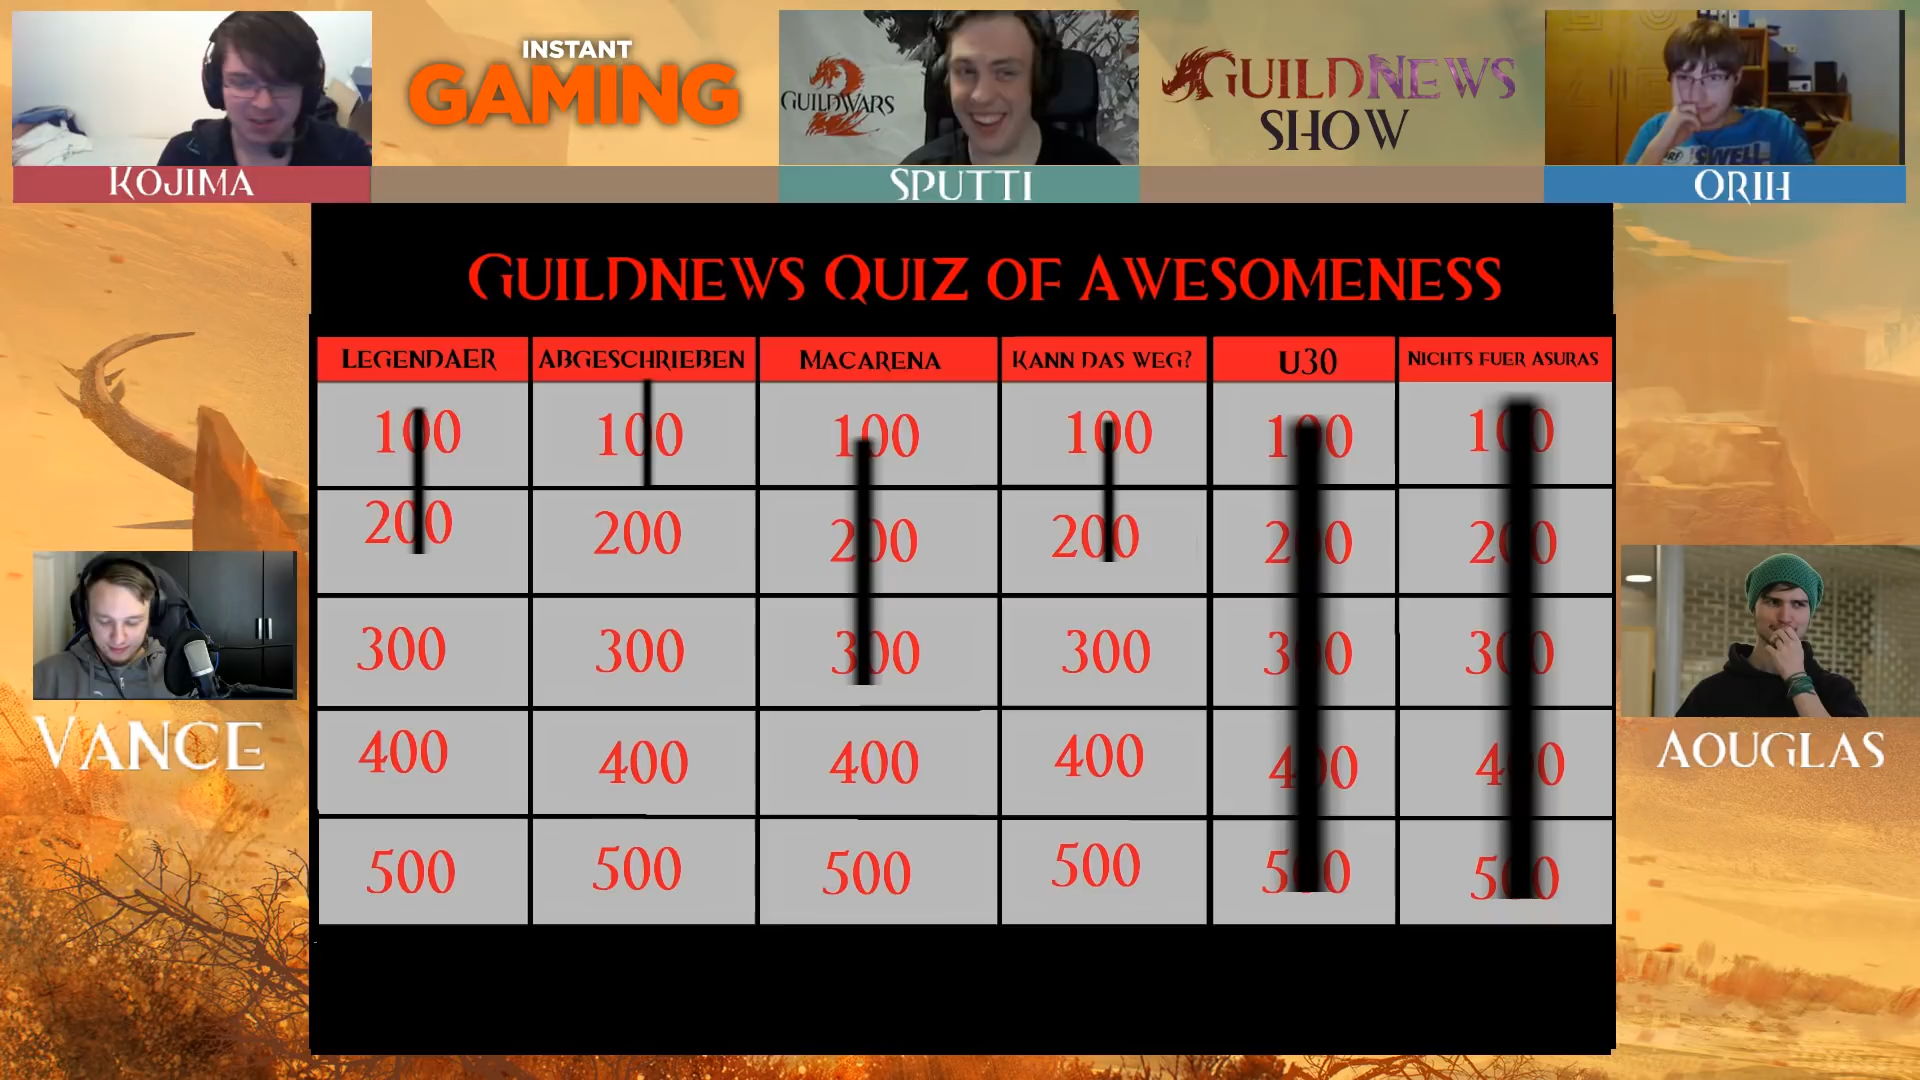 INSTANT
GAMING
GUILDWARS
2
GUILDNEWS
SHOW
SWELL
KOJIMA
SPUTTI
ORIH
GUILDNEWS QUIZ OF AWESOMENESS
LEGENDAER ABGESCHRIEBEN MACARENA KANN DAS WEG? U30 NICHTS FUER ASURAS
100 100 100 100 100 100
200 200 200 200 200 200
300 300 300 300 300 300
400 400 400 400 400 400
500 500 500 500 500 500
VANCE
AOUGLAS